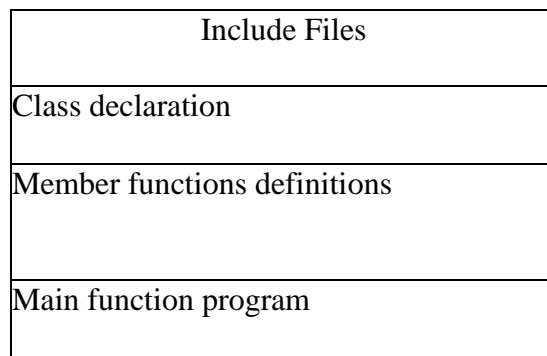 Include Files
Class declaration
Member functions definitions
Main function program